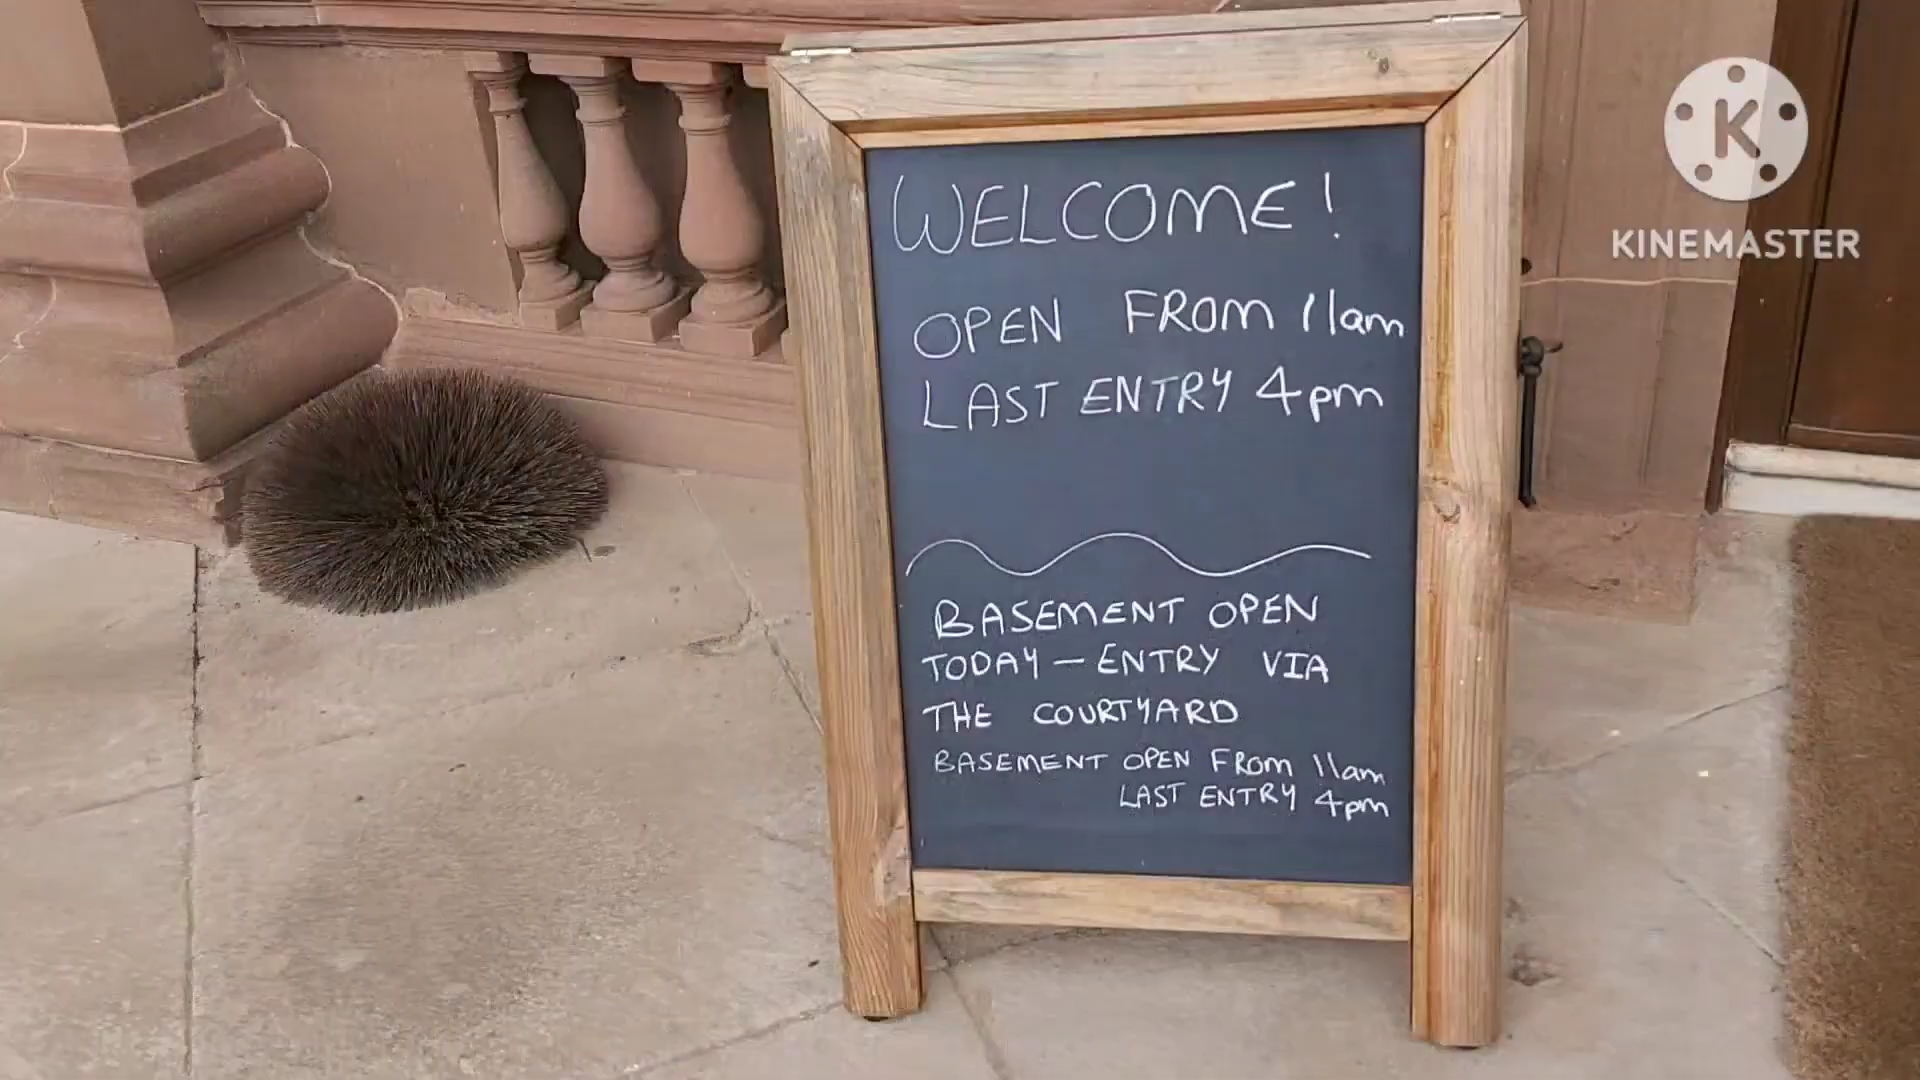 WELCOME!
OPEN FROM 11am
LAST ENTRY 4pm
BASEMENT OPEN
TODAY — ENTRY VIA
THE COURTYARD
BASEMENT OPEN FROM 11am
LAST ENTRY 4pm
K
KINEMASTER